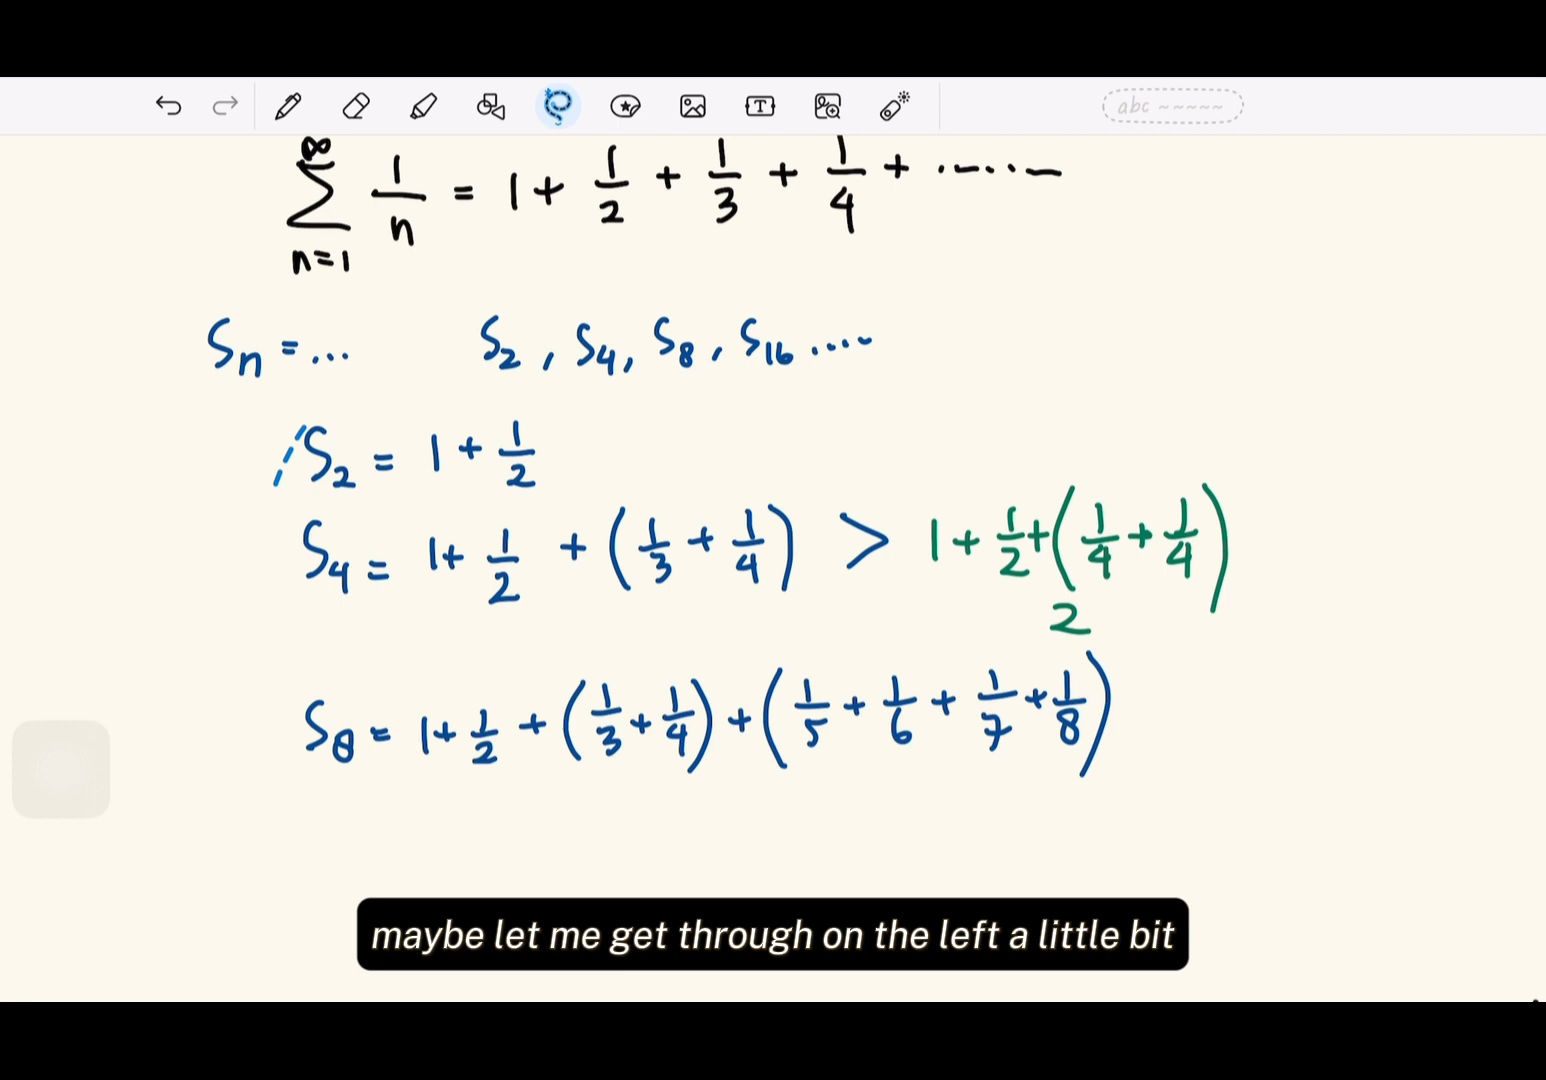 abc ~~~~~
∞
∑ 1/n = 1 + 1/2 + 1/3 + 1/4 + ......
n=1
Sn = ... S2, S4, S8, S16 ....
S2 = 1 + 1/2
S4 = 1 + 1/2 + (1/3 + 1/4) > 1 + 1/2 + (1/4 + 1/4)
2
S8 = 1 + 1/2 + (1/3 + 1/4) + (1/5 + 1/6 + 1/7 + 1/8)
maybe let me get through on the left a little bit